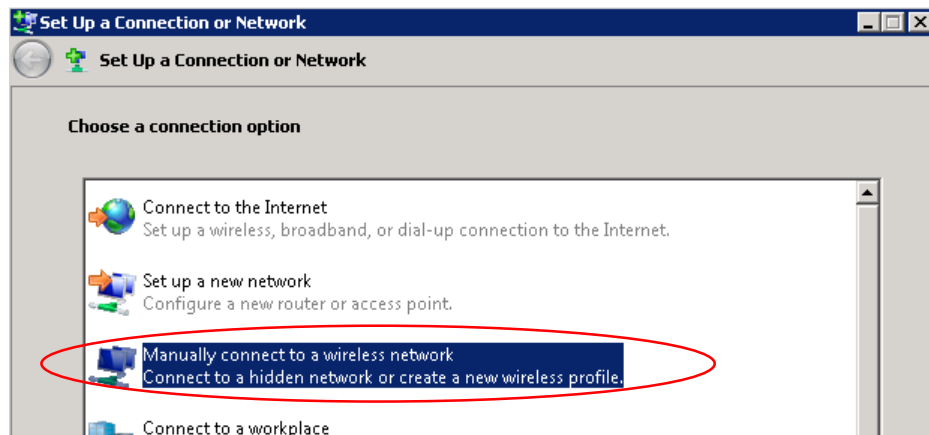 Set Up a Connection or Network
Set Up a Connection or Network
Choose a connection option
Connect to the Internet
Set up a wireless, broadband, or dial-up connection to the Internet.
Set up a new network
Configure a new router or access point.
Manually connect to a wireless network
Connect to a hidden network or create a new wireless profile.
Connect to a workplace